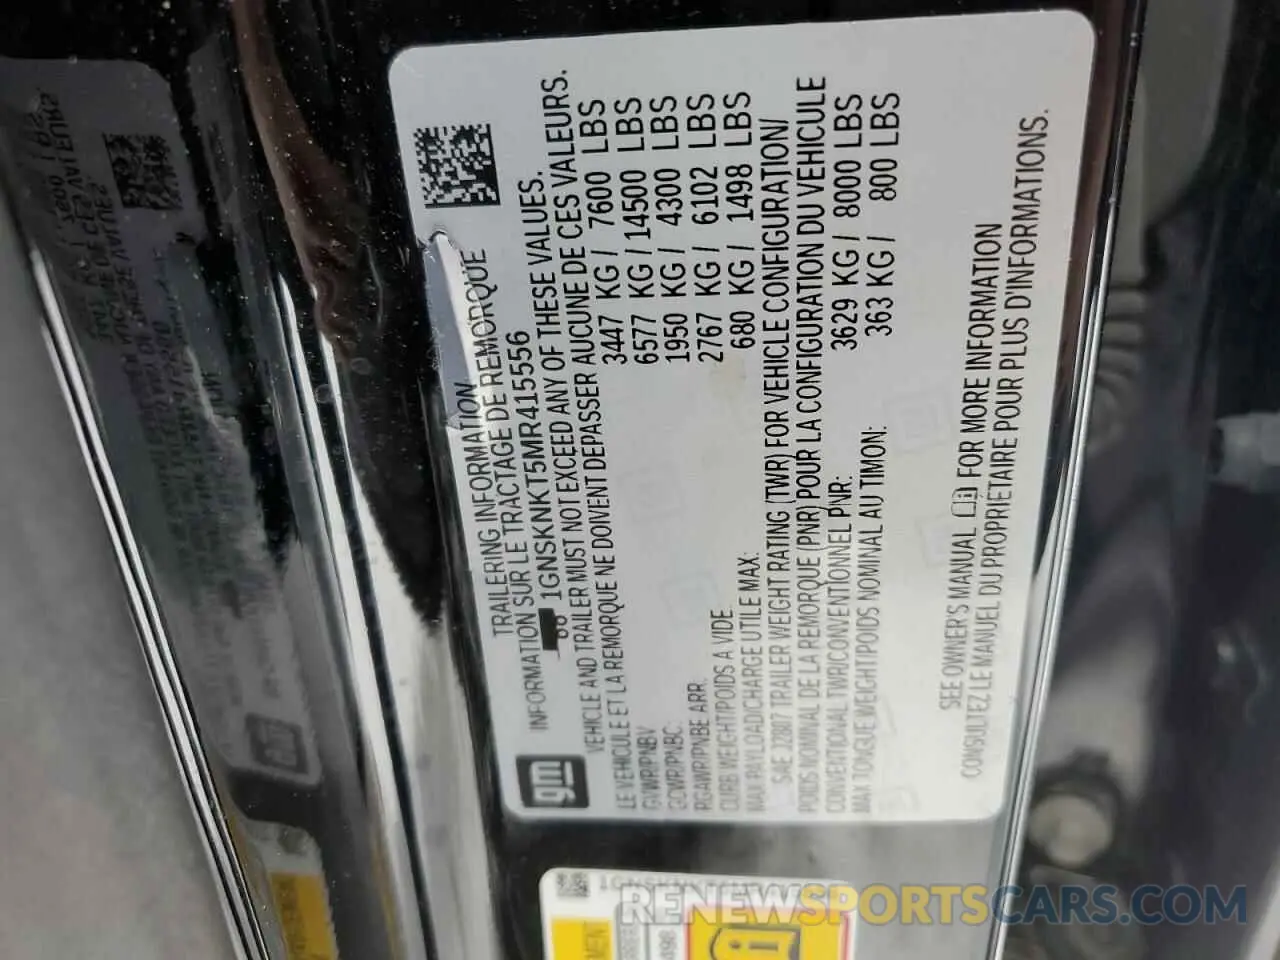 TRAILERING INFORMATION
INFORMATION SUR LE TRACTAGE DE REMORQUE
1GNSKNKT5MR415556
VEHICLE AND TRAILER MUST NOT EXCEED ANY OF THESE VALUES.
LE VEHICULE ET LA REMORQUE NE DOIVENT DEPASSER AUCUNE DE CES VALEURS.
GVWR/PNBV 3447 KG / 7600 LBS
GCWR/PNBC: 6577 KG / 14500 LBS
1950 KG / 4300 LBS
RGAWR/PNBE ARR. 2767 KG / 6102 LBS
CURB WEIGHT/POIDS A VIDE 680 KG / 1498 LBS
MAX PAYLOAD/CHARGE UTILE MAX:
SAE J2807 TRAILER WEIGHT RATING (TWR) FOR VEHICLE CONFIGURATION/
POIDS NOMINAL DE LA REMORQUE (PNR) POUR LA CONFIGURATION DU VEHICULE
CONVENTIONAL TWR/CONVENTIONNEL PNR: 3629 KG / 8000 LBS
MAX TONGUE WEIGHT/POIDS NOMINAL AU TIMON: 363 KG / 800 LBS
SEE OWNER'S MANUAL FOR MORE INFORMATION
CONSULTEZ LE MANUEL DU PROPRIETAIRE POUR PLUS D'INFORMATIONS.
gm
RENEWSPORTSCARS.COM